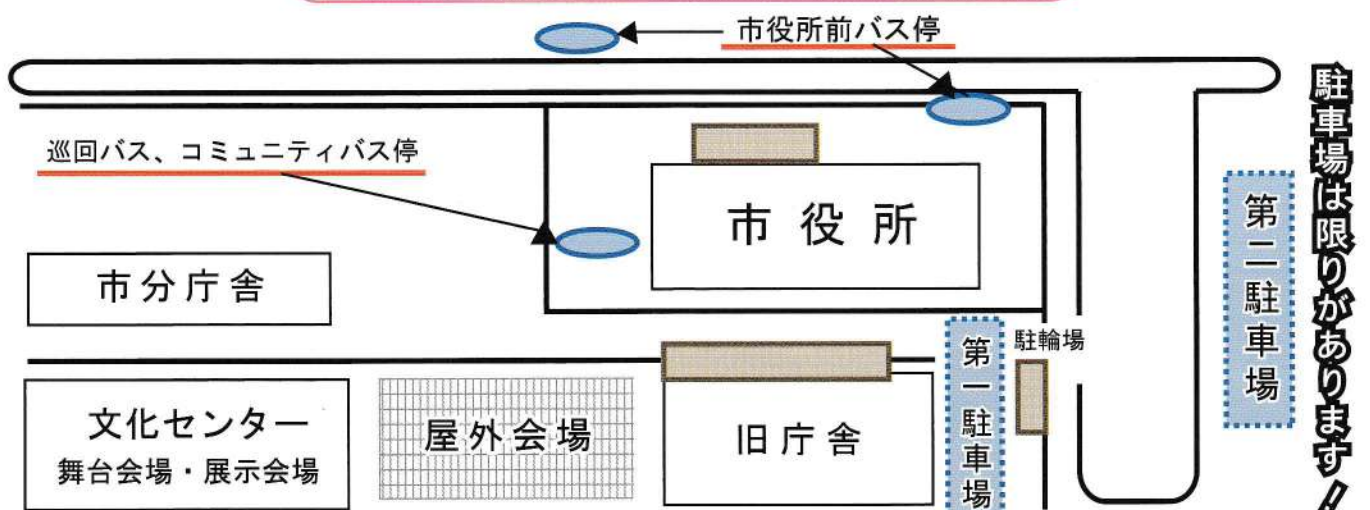 市役所前バス停
巡回バス、コミュニティバス停
市役所
市分庁舎
駐輪場
第一駐車場
第二駐車場
駐車場は限りがあります！
文化センター
舞台会場・展示会場
屋外会場
旧庁舎